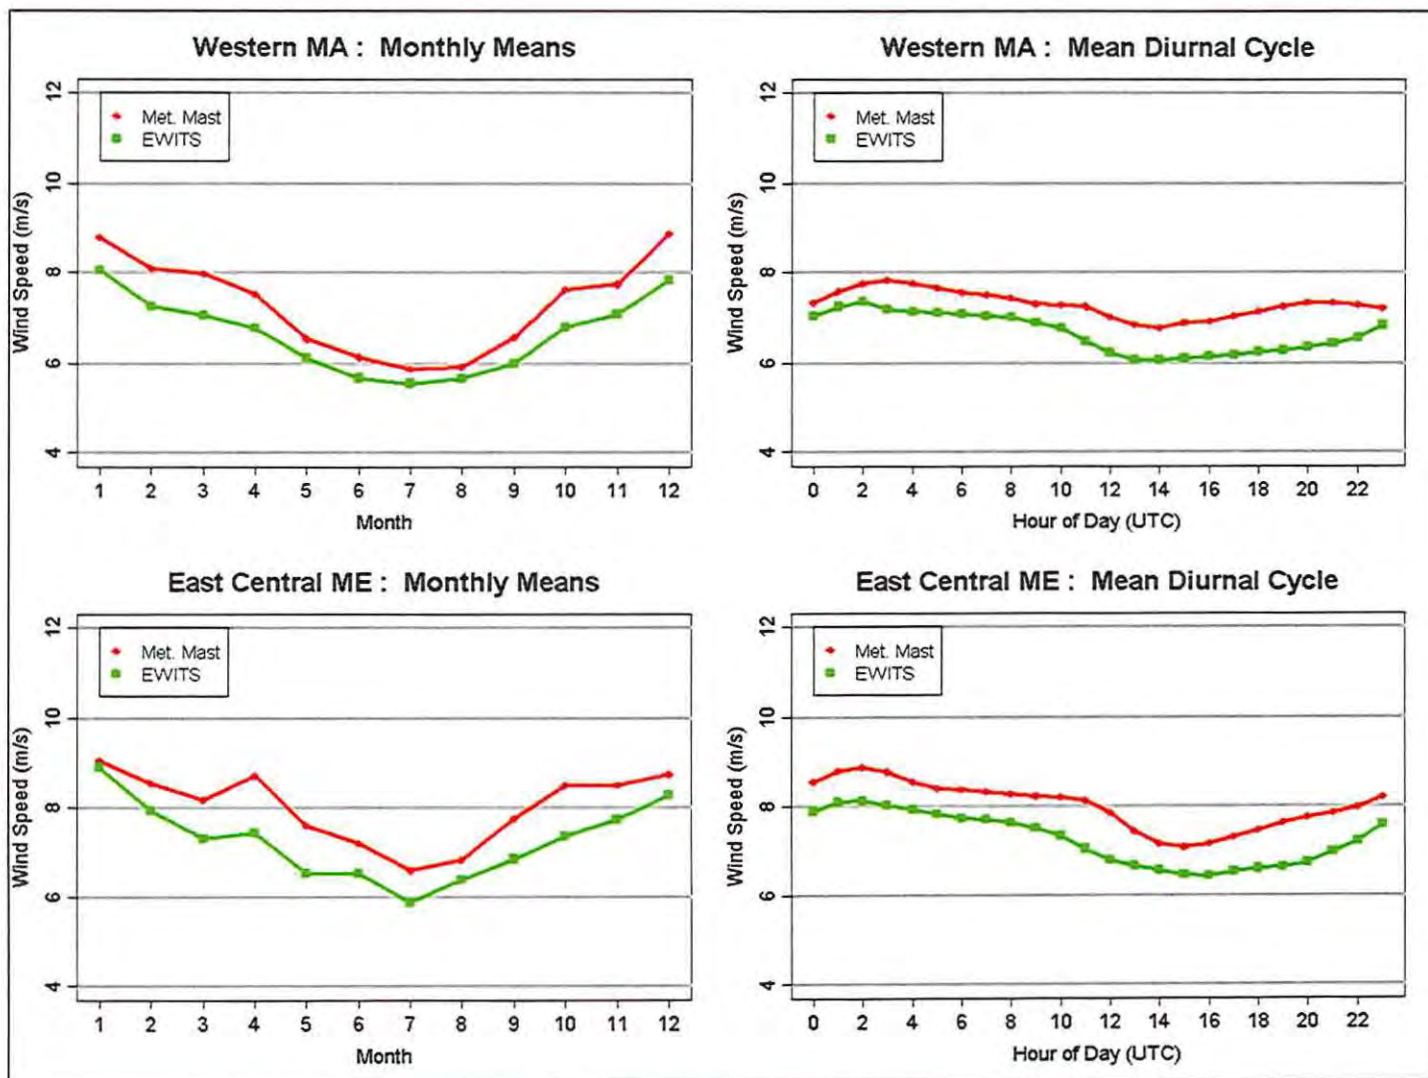 Western MA : Monthly Means
12
10
8
6
4
Wind Speed (m/s)
Met. Mast
EWITS
1 2 3 4 5 6 7 8 9 10 11 12
Month
Western MA : Mean Diurnal Cycle
12
10
8
6
4
Wind Speed (m/s)
Met. Mast
EWITS
0 2 4 6 8 10 12 14 16 18 20 22
Hour of Day (UTC)
East Central ME : Monthly Means
12
10
8
6
4
Wind Speed (m/s)
Met. Mast
EWITS
1 2 3 4 5 6 7 8 9 10 11 12
Month
East Central ME : Mean Diurnal Cycle
12
10
8
6
4
Wind Speed (m/s)
Met. Mast
EWITS
0 2 4 6 8 10 12 14 16 18 20 22
Hour of Day (UTC)